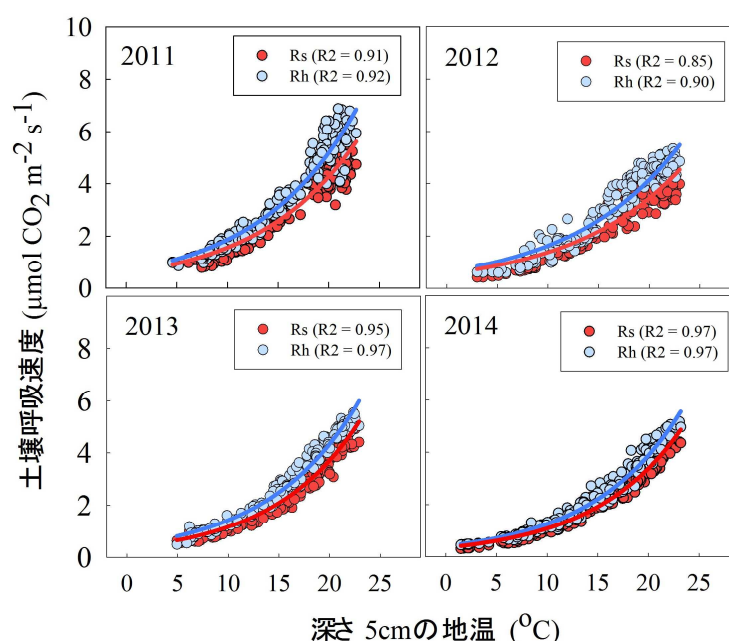 土壌呼吸速度 (μmol CO2 m-2 s-1)
10
8
6
4
2
0
2011
Rs (R2 = 0.91)
Rh (R2 = 0.92)
2012
Rs (R2 = 0.85)
Rh (R2 = 0.90)
8
6
4
2
0
2013
Rs (R2 = 0.95)
Rh (R2 = 0.97)
2014
Rs (R2 = 0.97)
Rh (R2 = 0.97)
0 5 10 15 20 25
0 5 10 15 20 25
深さ 5cmの地温 (oC)